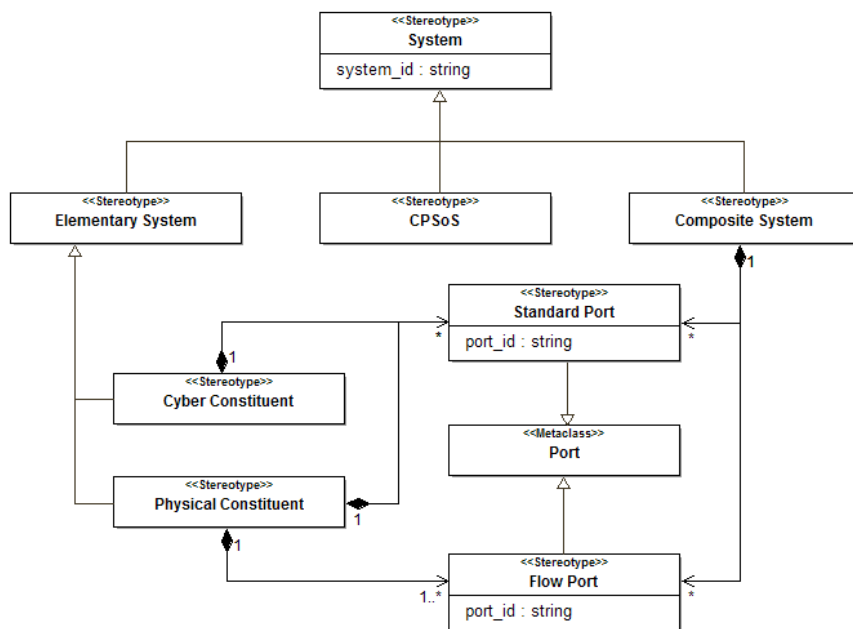 <<Stereotype>>
System
system_id : string
<<Stereotype>>
Elementary System
<<Stereotype>>
CPSoS
<<Stereotype>>
Composite System
1
<<Stereotype>>
Standard Port
port_id : string
*
*
1
<<Stereotype>>
Cyber Constituent
<<Metaclass>>
Port
<<Stereotype>>
Physical Constituent
1
1
<<Stereotype>>
Flow Port
port_id : string
1..*
*